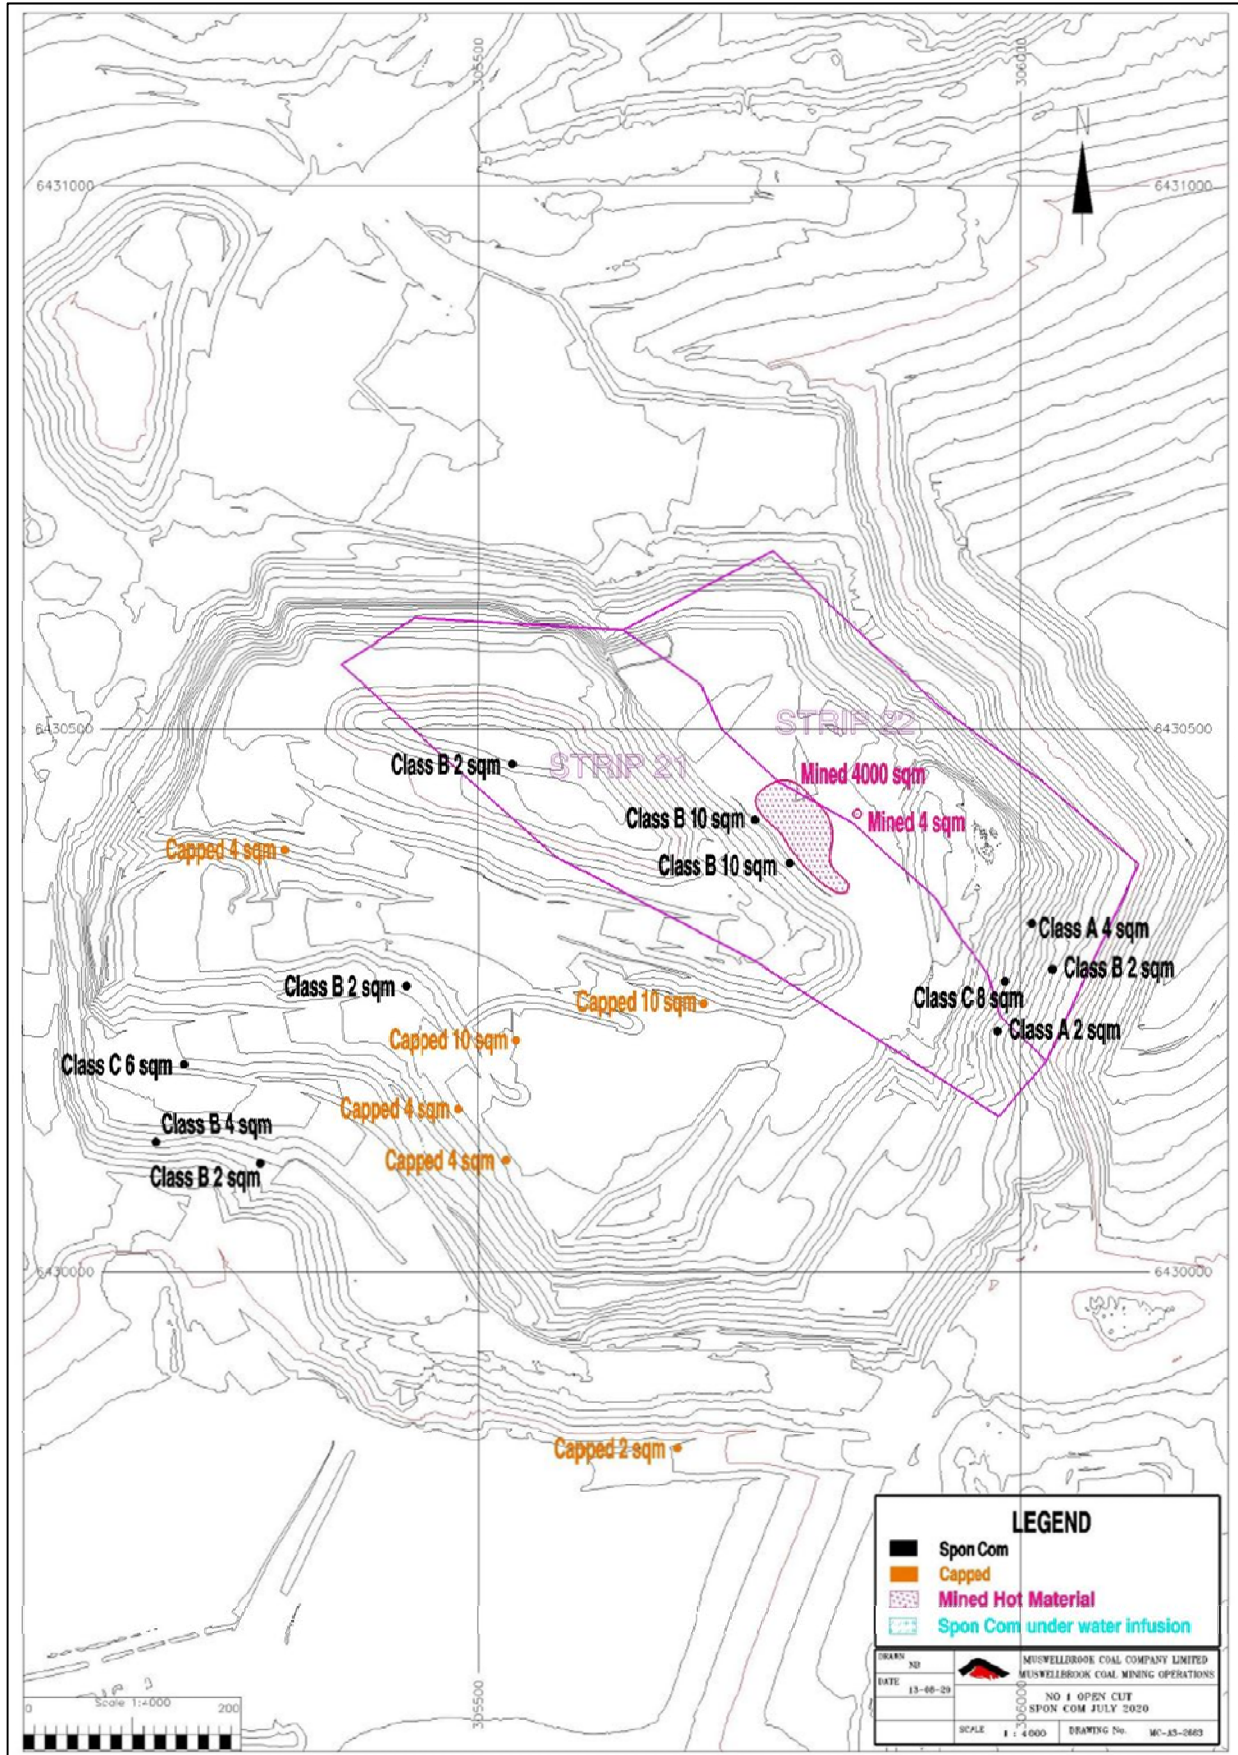 305500
306000
N
6431000
6431000
6430500
6430500
STRIP 22
STRIP 21
Class B 2 sqm
Mined 4000 sqm
Class B 10 sqm
Mined 4 sqm
Capped 4 sqm
Class B 10 sqm
Class A 4 sqm
Class B 2 sqm
Class B 2 sqm
Class C 8 sqm
Capped 10 sqm
Class A 2 sqm
Capped 10 sqm
Class C 6 sqm
Capped 4 sqm
Class B 4 sqm
Capped 4 sqm
Class B 2 sqm
6430000
6430000
Capped 2 sqm
LEGEND
Spon Com
Capped
Mined Hot Material
Spon Com under water infusion
305500
306000
Scale 1:4000
0
200
DRAWN
ND
DATE
13-08-20
MUSWELLBROOK COAL COMPANY LIMITED
MUSWELLBROOK COAL MINING OPERATIONS
NO 1 OPEN CUT
SPON COM JULY 2020
SCALE 1 : 4000
DRAWING No. MC-A3-2663